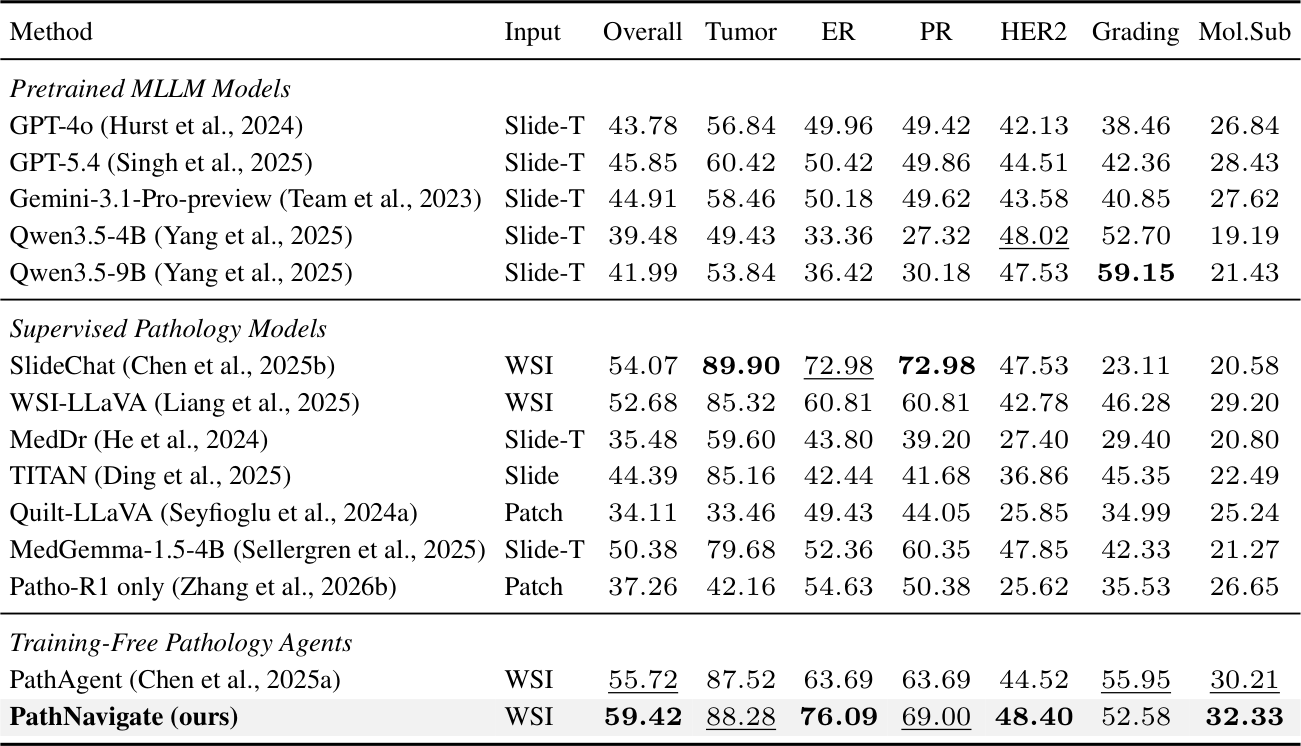 Method Input Overall Tumor ER PR HER2 Grading Mol.Sub
Pretrained MLLM Models
GPT-4o (Hurst et al., 2024) Slide-T 43.78 56.84 49.96 49.42 42.13 38.46 26.84
GPT-5.4 (Singh et al., 2025) Slide-T 45.85 60.42 50.42 49.86 44.51 42.36 28.43
Gemini-3.1-Pro-preview (Team et al., 2023) Slide-T 44.91 58.46 50.18 49.62 43.58 40.85 27.62
Qwen3.5-4B (Yang et al., 2025) Slide-T 39.48 49.43 33.36 27.32 48.02 52.70 19.19
Qwen3.5-9B (Yang et al., 2025) Slide-T 41.99 53.84 36.42 30.18 47.53 59.15 21.43
Supervised Pathology Models
SlideChat (Chen et al., 2025b) WSI 54.07 89.90 72.98 72.98 47.53 23.11 20.58
WSI-LLaVA (Liang et al., 2025) WSI 52.68 85.32 60.81 60.81 42.78 46.28 29.20
MedDr (He et al., 2024) Slide-T 35.48 59.60 43.80 39.20 27.40 29.40 20.80
TITAN (Ding et al., 2025) Slide 44.39 85.16 42.44 41.68 36.86 45.35 22.49
Quilt-LLaVA (Seyfioglu et al., 2024a) Patch 34.11 33.46 49.43 44.05 25.85 34.99 25.24
MedGemma-1.5-4B (Sellergren et al., 2025) Slide-T 50.38 79.68 52.36 60.35 47.85 42.33 21.27
Patho-R1 only (Zhang et al., 2026b) Patch 37.26 42.16 54.63 50.38 25.62 35.53 26.65
Training-Free Pathology Agents
PathAgent (Chen et al., 2025a) WSI 55.72 87.52 63.69 63.69 44.52 55.95 30.21
PathNavigate (ours) WSI 59.42 88.28 76.09 69.00 48.40 52.58 32.33